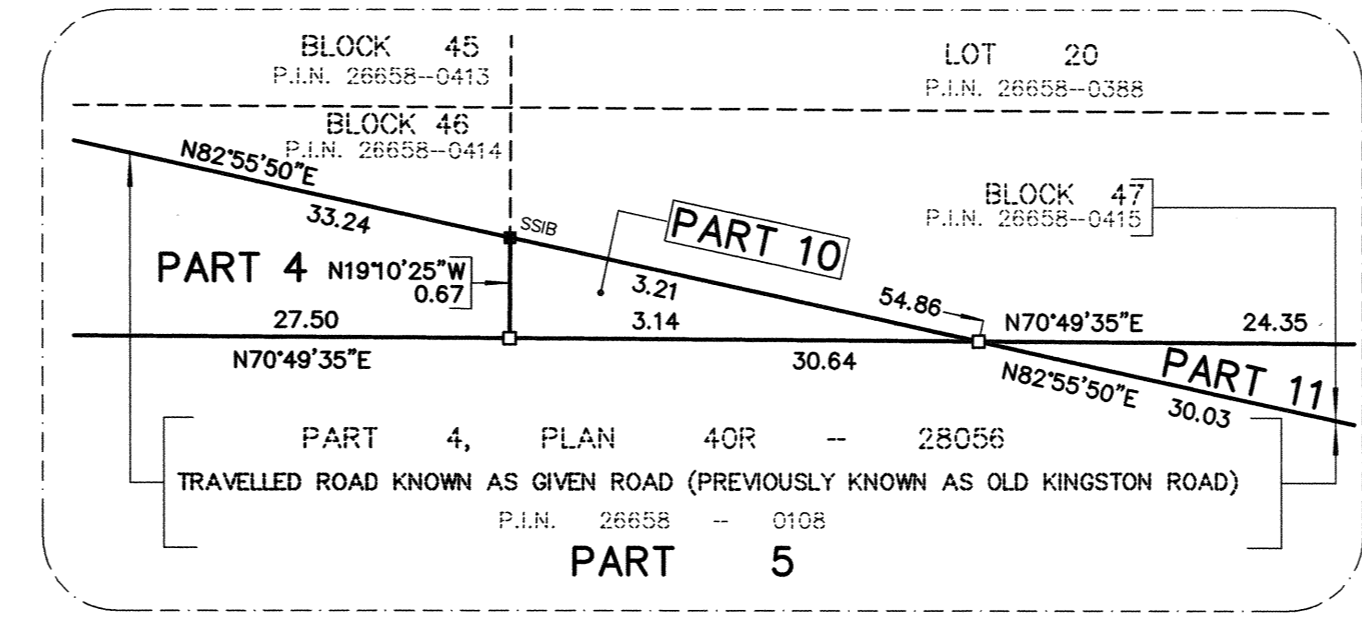 BLOCK 45
P.I.N. 26658--0413
LOT 20
P.I.N. 26658--0388
BLOCK 46
P.I.N. 26658--0414
N82°55'50"E
33.24
SSIB
BLOCK 47
P.I.N. 26658--0415
PART 10
PART 4
N19°10'25"W
0.67
3.21
54.86
27.50
3.14
N70°49'35"E
24.35
N70°49'35"E
30.64
N82°55'50"E
30.03
PART 11
PART 4, PLAN 40R -- 28056
TRAVELLED ROAD KNOWN AS GIVEN ROAD (PREVIOUSLY KNOWN AS OLD KINGSTON ROAD)
P.I.N. 26658 -- 0108
PART 5